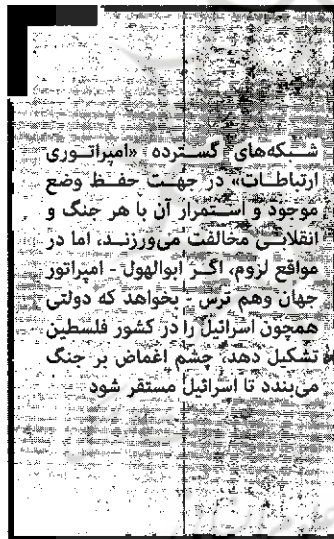 شبکه‌های گسترده «امپراتوری
ارتباطات» در جهت حفظ وضع
موجود و استمرار آن با هر جنگ و
انقلابی مخالفت می‌ورزند، اما در
مواقع لزوم، اگر ابوالهول - امپراتور
جهان وهم ترس - بخواهد که دولتی
همچون اسرائیل را در کشور فلسطین
تشکیل دهد، چشم اغماض بر جنگ
می‌بندد تا اسرائیل مستقر شود